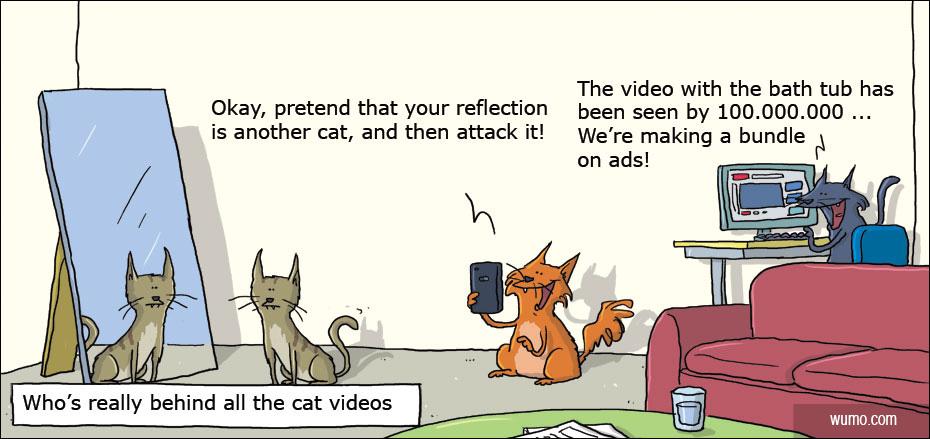 Okay, pretend that your reflection
is another cat, and then attack it!
The video with the bath tub has
been seen by 100.000.000 ...
We're making a bundle
on ads!
Who's really behind all the cat videos
wumo.com